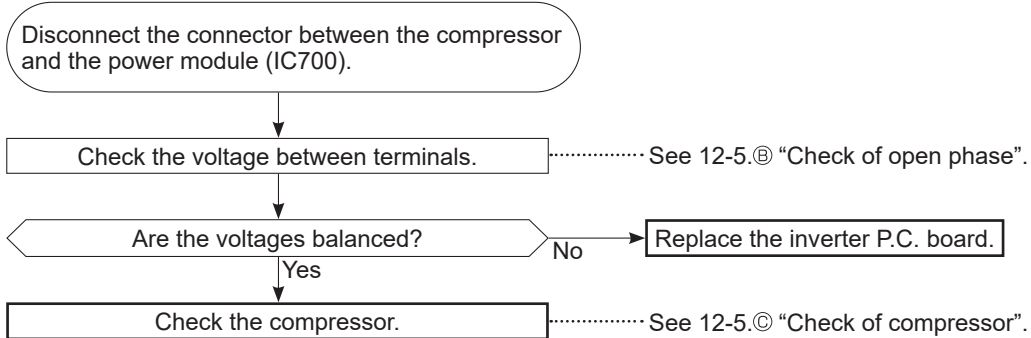 Disconnect the connector between the compressor
and the power module (IC700).
Check the voltage between terminals.
See 12-5.Ⓑ “Check of open phase”.
Are the voltages balanced?
No
Replace the inverter P.C. board.
Yes
Check the compressor.
See 12-5.Ⓒ “Check of compressor”.